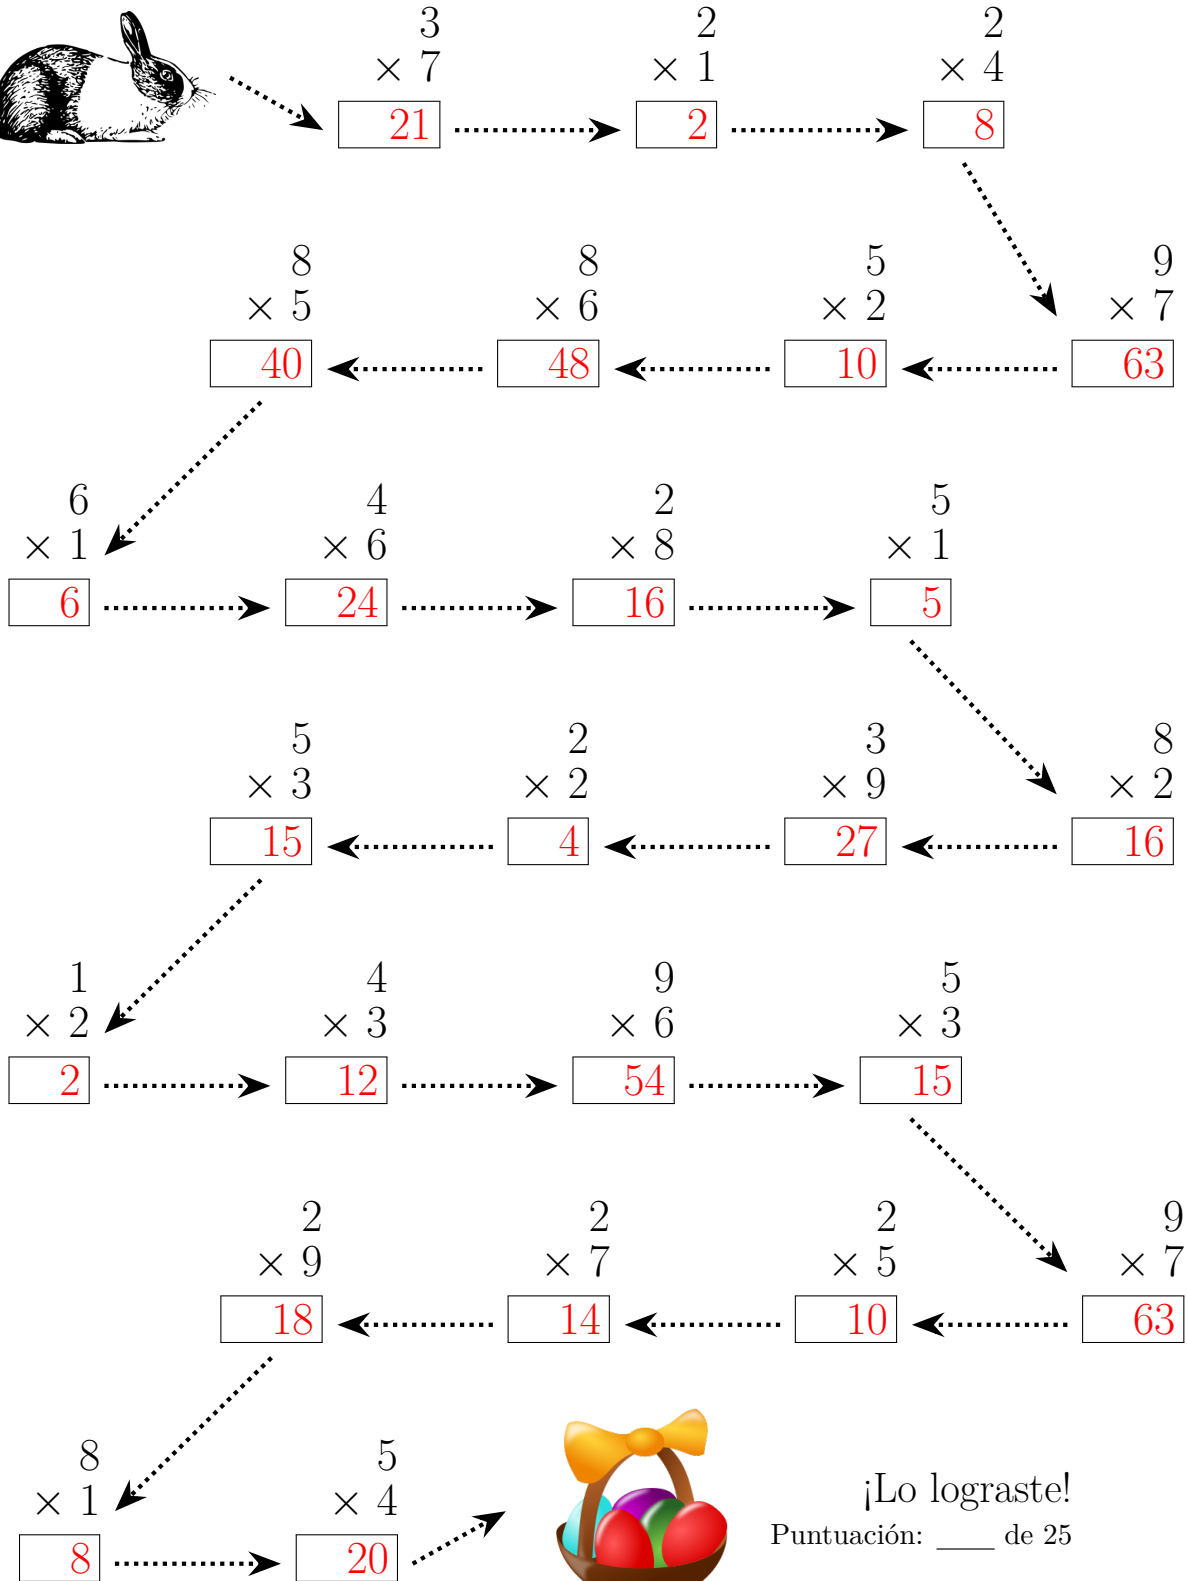 3 2 2
× 7 × 1 × 4
21 2 8
8 8 5 9
× 5 × 6 × 2 × 7
40 48 10 63
6 4 2 5
× 1 × 6 × 8 × 1
6 24 16 5
5 2 3 8
× 3 × 2 × 9 × 2
15 4 27 16
1 4 9 5
× 2 × 3 × 6 × 3
2 12 54 15
2 2 2 9
× 9 × 7 × 5 × 7
18 14 10 63
8 5
× 1 × 4
8 20
¡Lo lograste!
Puntuación: ____ de 25